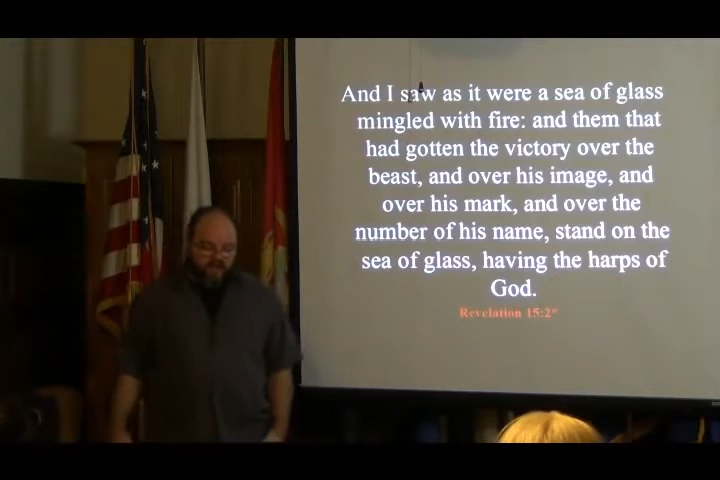 And I saw as it were a sea of glass
mingled with fire: and them that
had gotten the victory over the
beast, and over his image, and
over his mark, and over the
number of his name, stand on the
sea of glass, having the harps of
God.
Revelation 15:2"